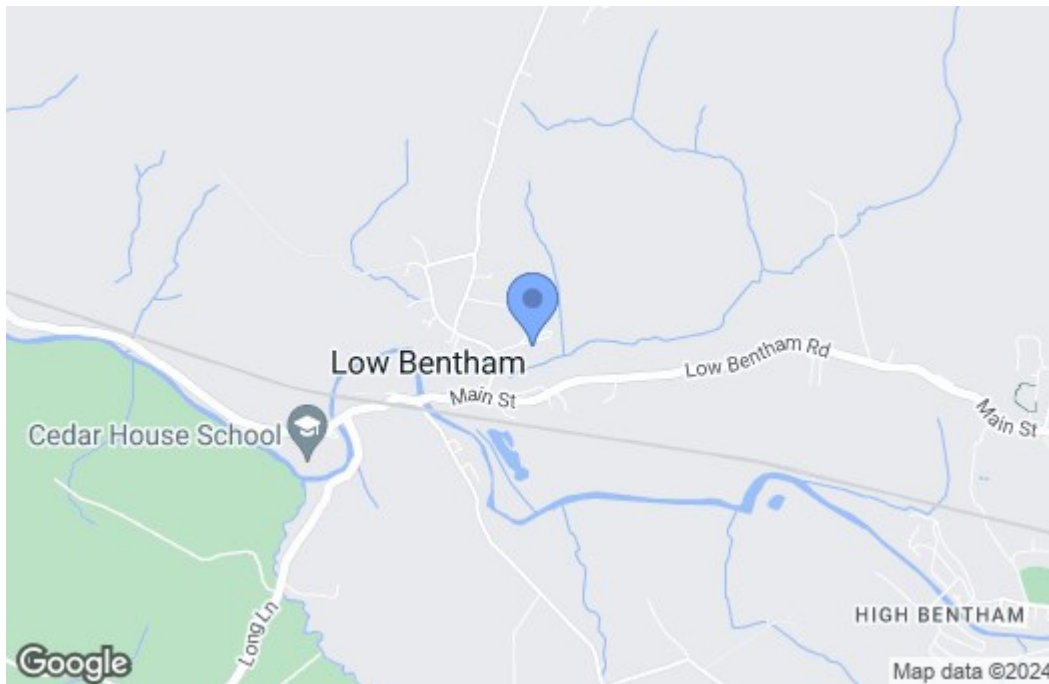 Low Bentham
Low Bentham Rd
Main St
Main St
Cedar House School
Long Ln
HIGH BENTHAM
Google
Map data ©2024